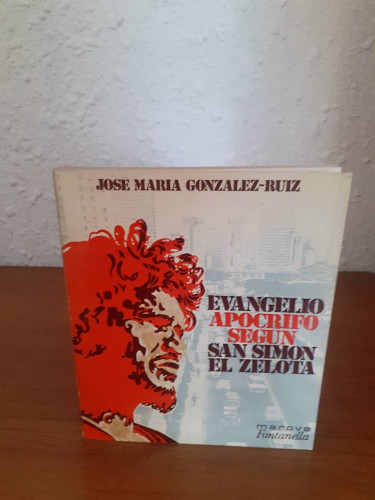 JOSE MARIA GONZALEZ-RUIZ
EVANGELIO
APOCRIFO
SEGUN
SAN SIMON
EL ZELOTA
marova
Fontanella